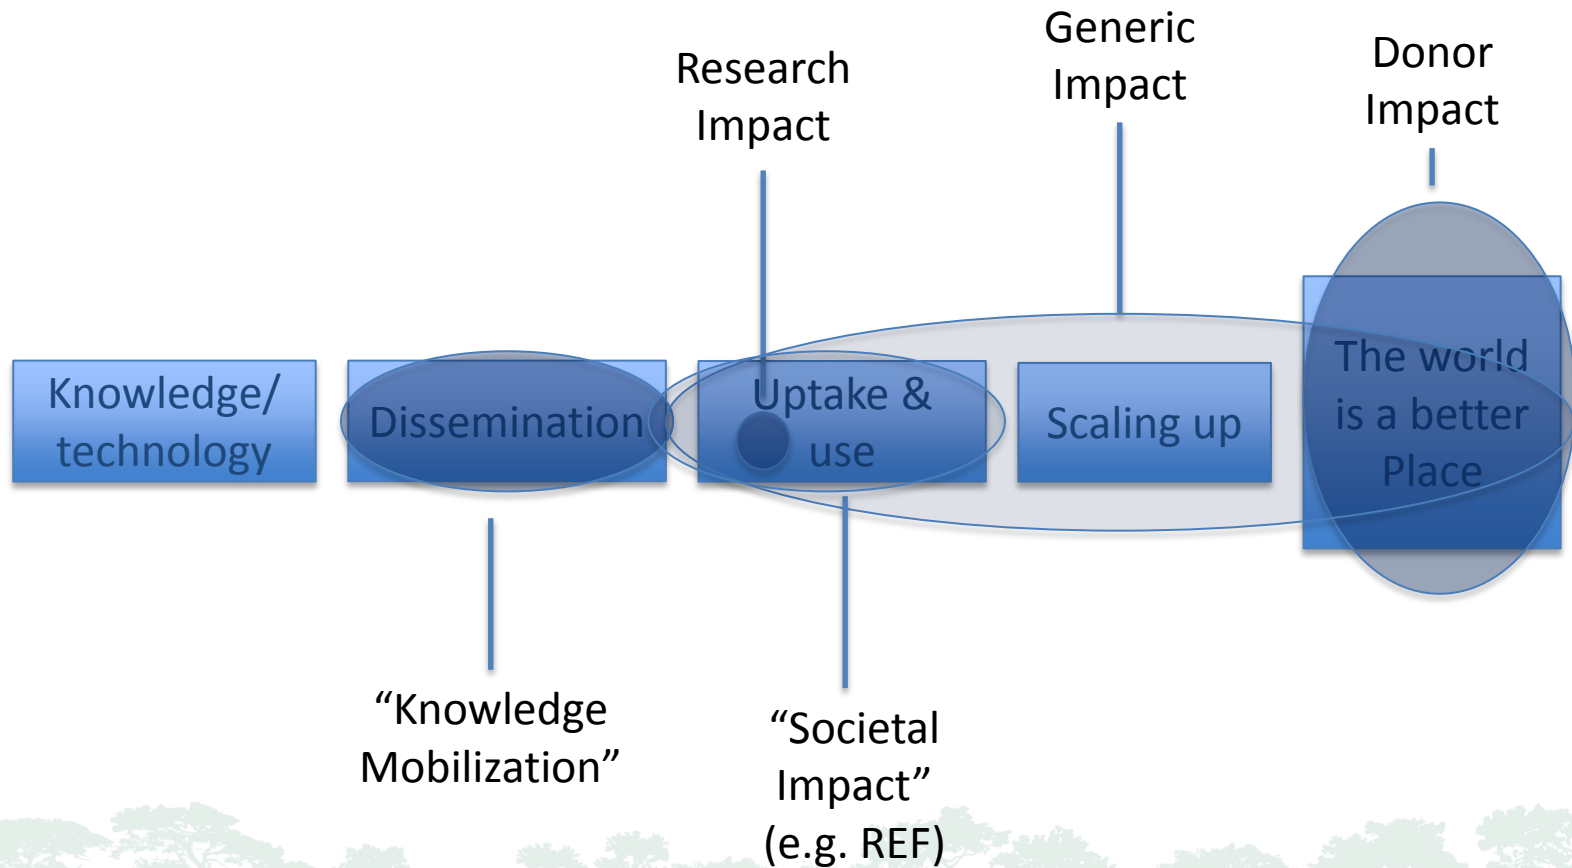 Research
Impact
Generic
Impact
Donor
Impact
Knowledge/
technology
Dissemination
Uptake &
use
Scaling up
The world
is a better
Place
“Knowledge
Mobilization”
“Societal
Impact”
(e.g. REF)